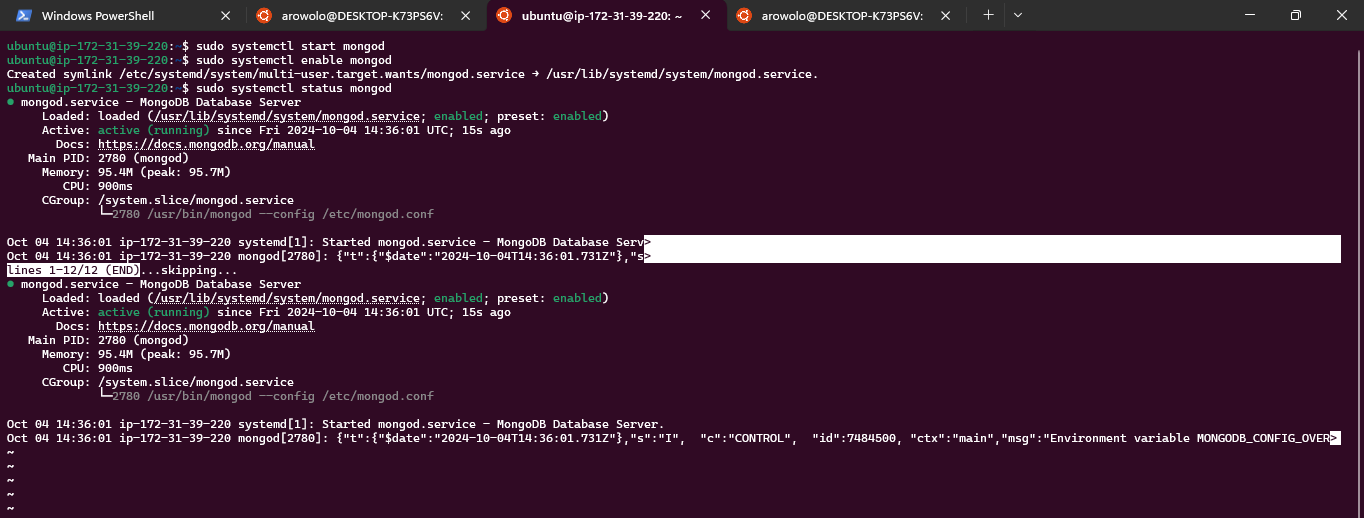 Windows PowerShell
arowolo@DESKTOP-K73PS6V:
ubuntu@ip-172-31-39-220: ~
arowolo@DESKTOP-K73PS6V:
ubuntu@ip-172-31-39-220:~$ sudo systemctl start mongod
ubuntu@ip-172-31-39-220:~$ sudo systemctl enable mongod
Created symlink /etc/systemd/system/multi-user.target.wants/mongod.service → /usr/lib/systemd/system/mongod.service.
ubuntu@ip-172-31-39-220:~$ sudo systemctl status mongod
● mongod.service - MongoDB Database Server
Loaded: loaded (/usr/lib/systemd/system/mongod.service; enabled; preset: enabled)
Active: active (running) since Fri 2024-10-04 14:36:01 UTC; 15s ago
Docs: https://docs.mongodb.org/manual
Main PID: 2780 (mongod)
Memory: 95.4M (peak: 95.7M)
CPU: 900ms
CGroup: /system.slice/mongod.service
└─2780 /usr/bin/mongod --config /etc/mongod.conf
Oct 04 14:36:01 ip-172-31-39-220 systemd[1]: Started mongod.service - MongoDB Database Serv>
Oct 04 14:36:01 ip-172-31-39-220 mongod[2780]: {"t":{"$date":"2024-10-04T14:36:01.731Z"},"s>
lines 1-12/12 (END)...skipping...
● mongod.service - MongoDB Database Server
Loaded: loaded (/usr/lib/systemd/system/mongod.service; enabled; preset: enabled)
Active: active (running) since Fri 2024-10-04 14:36:01 UTC; 15s ago
Docs: https://docs.mongodb.org/manual
Main PID: 2780 (mongod)
Memory: 95.4M (peak: 95.7M)
CPU: 900ms
CGroup: /system.slice/mongod.service
└─2780 /usr/bin/mongod --config /etc/mongod.conf
Oct 04 14:36:01 ip-172-31-39-220 systemd[1]: Started mongod.service - MongoDB Database Server.
Oct 04 14:36:01 ip-172-31-39-220 mongod[2780]: {"t":{"$date":"2024-10-04T14:36:01.731Z"},"s":"I",  "c":"CONTROL",  "id":7484500, "ctx":"main","msg":"Environment variable MONGODB_CONFIG_OVER>
~
~
~
~
~